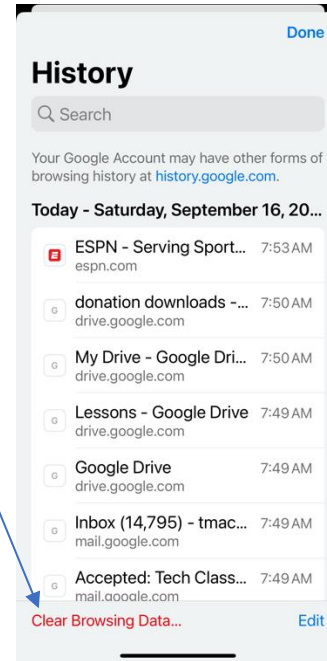 Done
History
Search
Your Google Account may have other forms of
browsing history at history.google.com.
Today - Saturday, September 16, 20...
ESPN - Serving Sport... 7:53 AM
espn.com
donation downloads -... 7:50 AM
drive.google.com
My Drive - Google Dri... 7:50 AM
drive.google.com
Lessons - Google Drive 7:49 AM
drive.google.com
Google Drive 7:49 AM
drive.google.com
Inbox (14,795) - tmac... 7:49 AM
mail.google.com
Accepted: Tech Class... 7:49 AM
mail.google.com
Clear Browsing Data... Edit